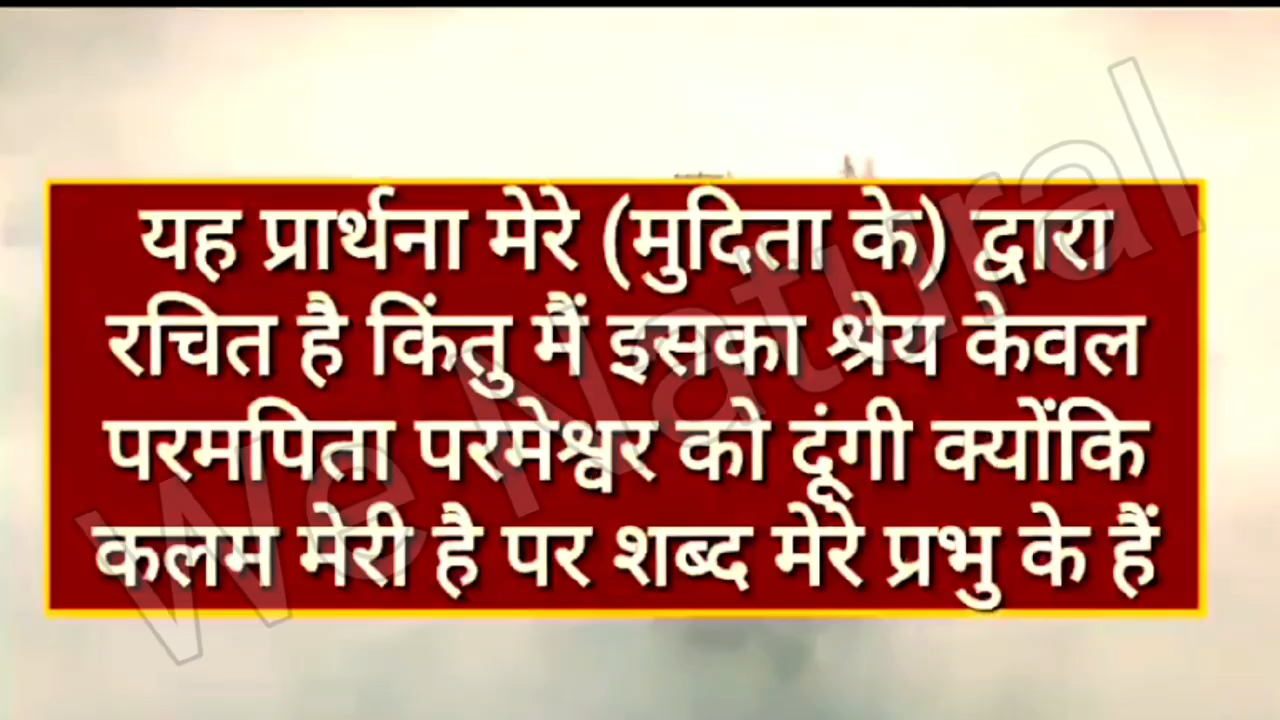 यह प्रार्थना मेरे (मुदिता के) द्वारा
रचित है किंतु मैं इसका श्रेय केवल
परमपिता परमेश्वर को दूंगी क्योंकि
कलम मेरी है पर शब्द मेरे प्रभु के हैं
We Natural